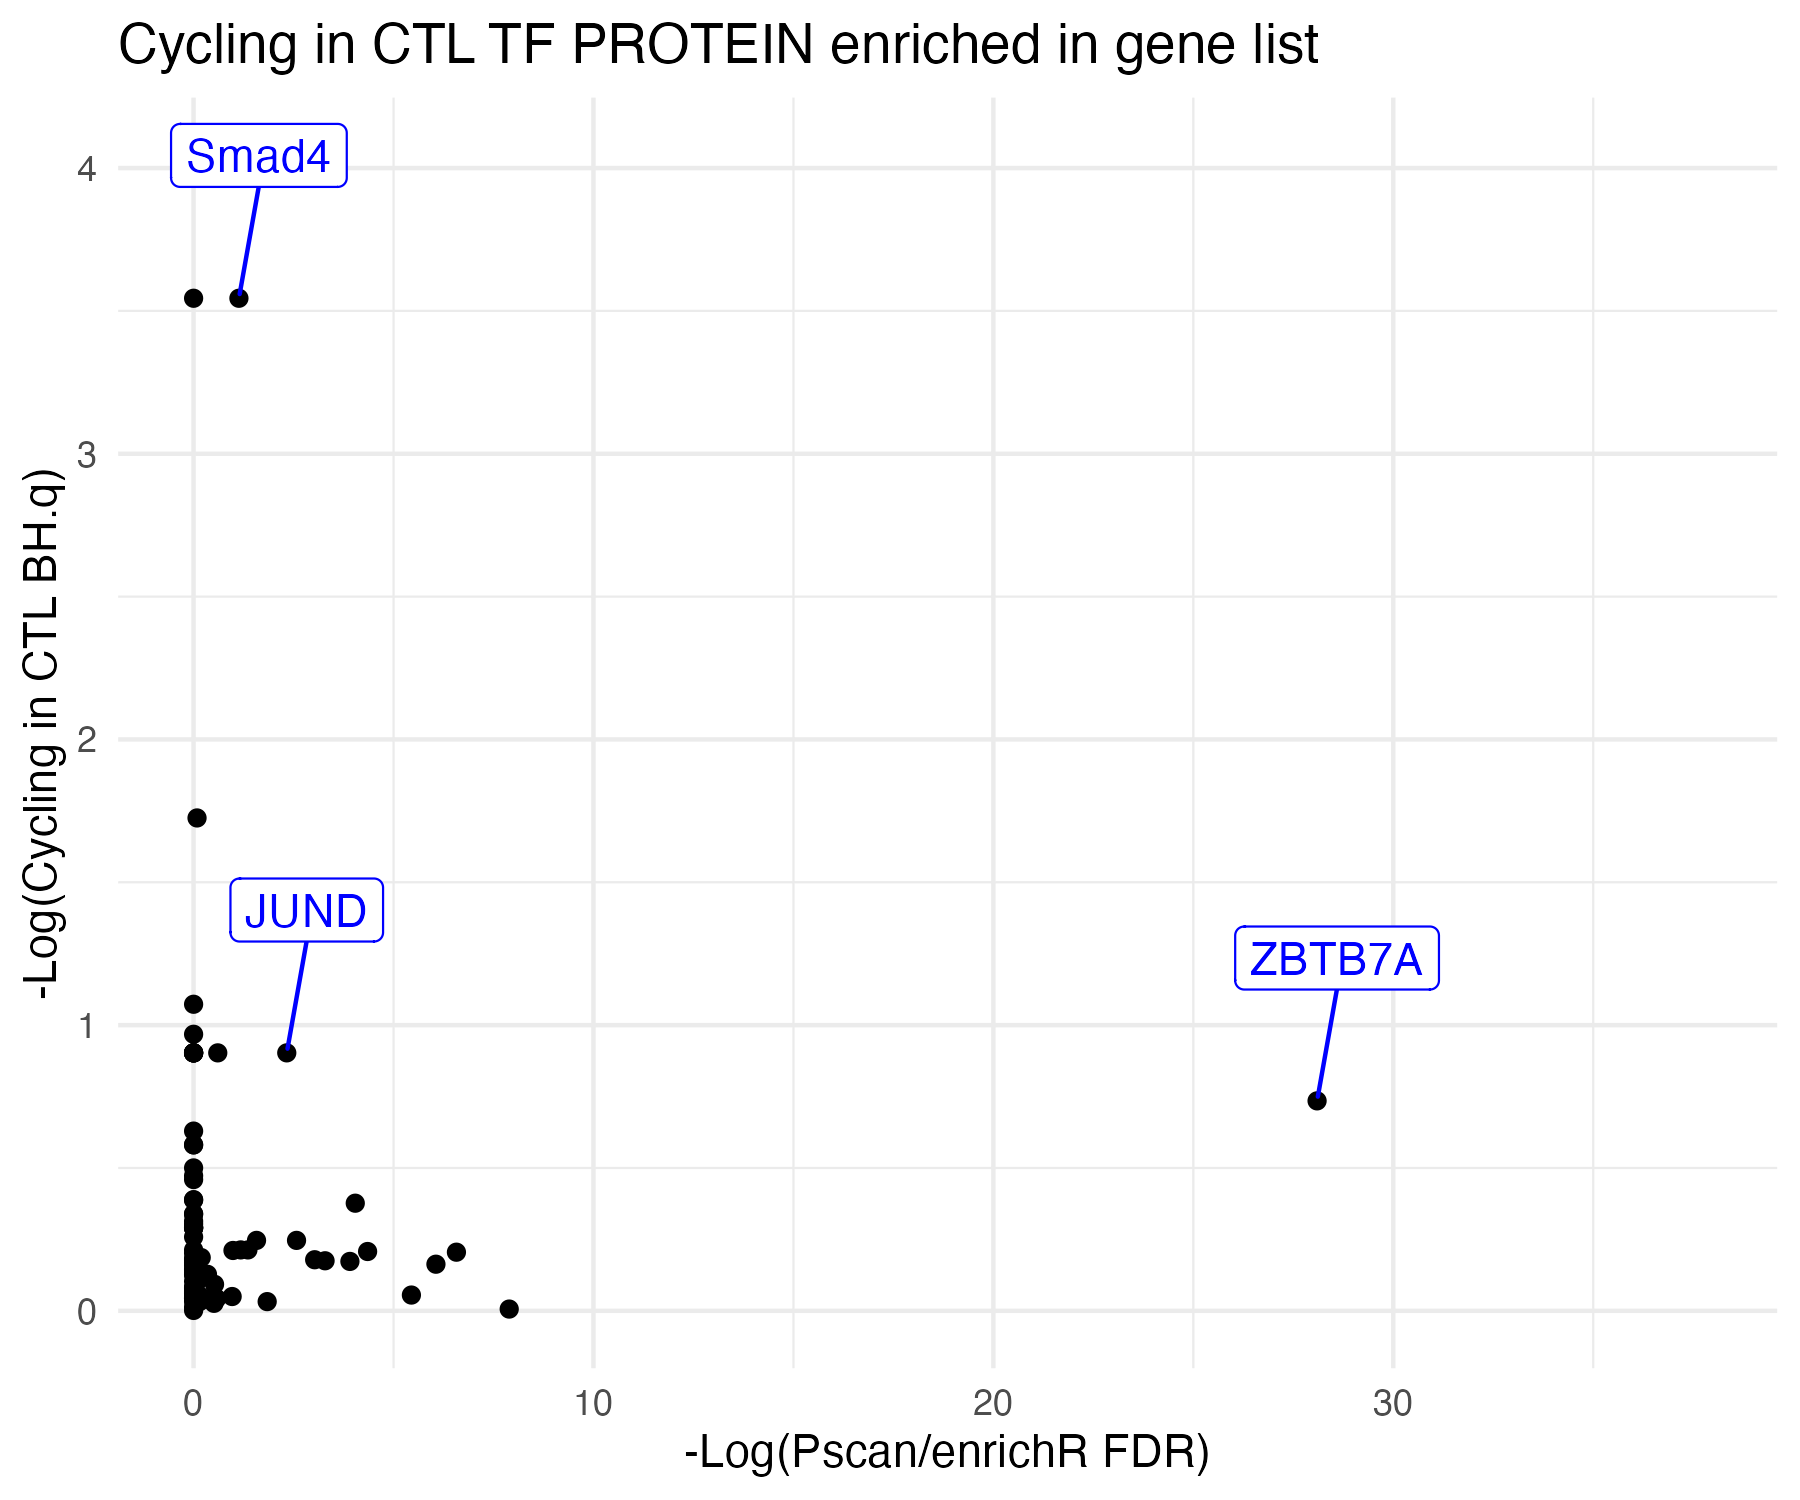 Cycling in CTL TF PROTEIN enriched in gene list
Smad4
JUND
ZBTB7A
-Log(Cycling in CTL BH.q)
4
3
2
1
0
0 10 20 30
-Log(Pscan/enrichR FDR)